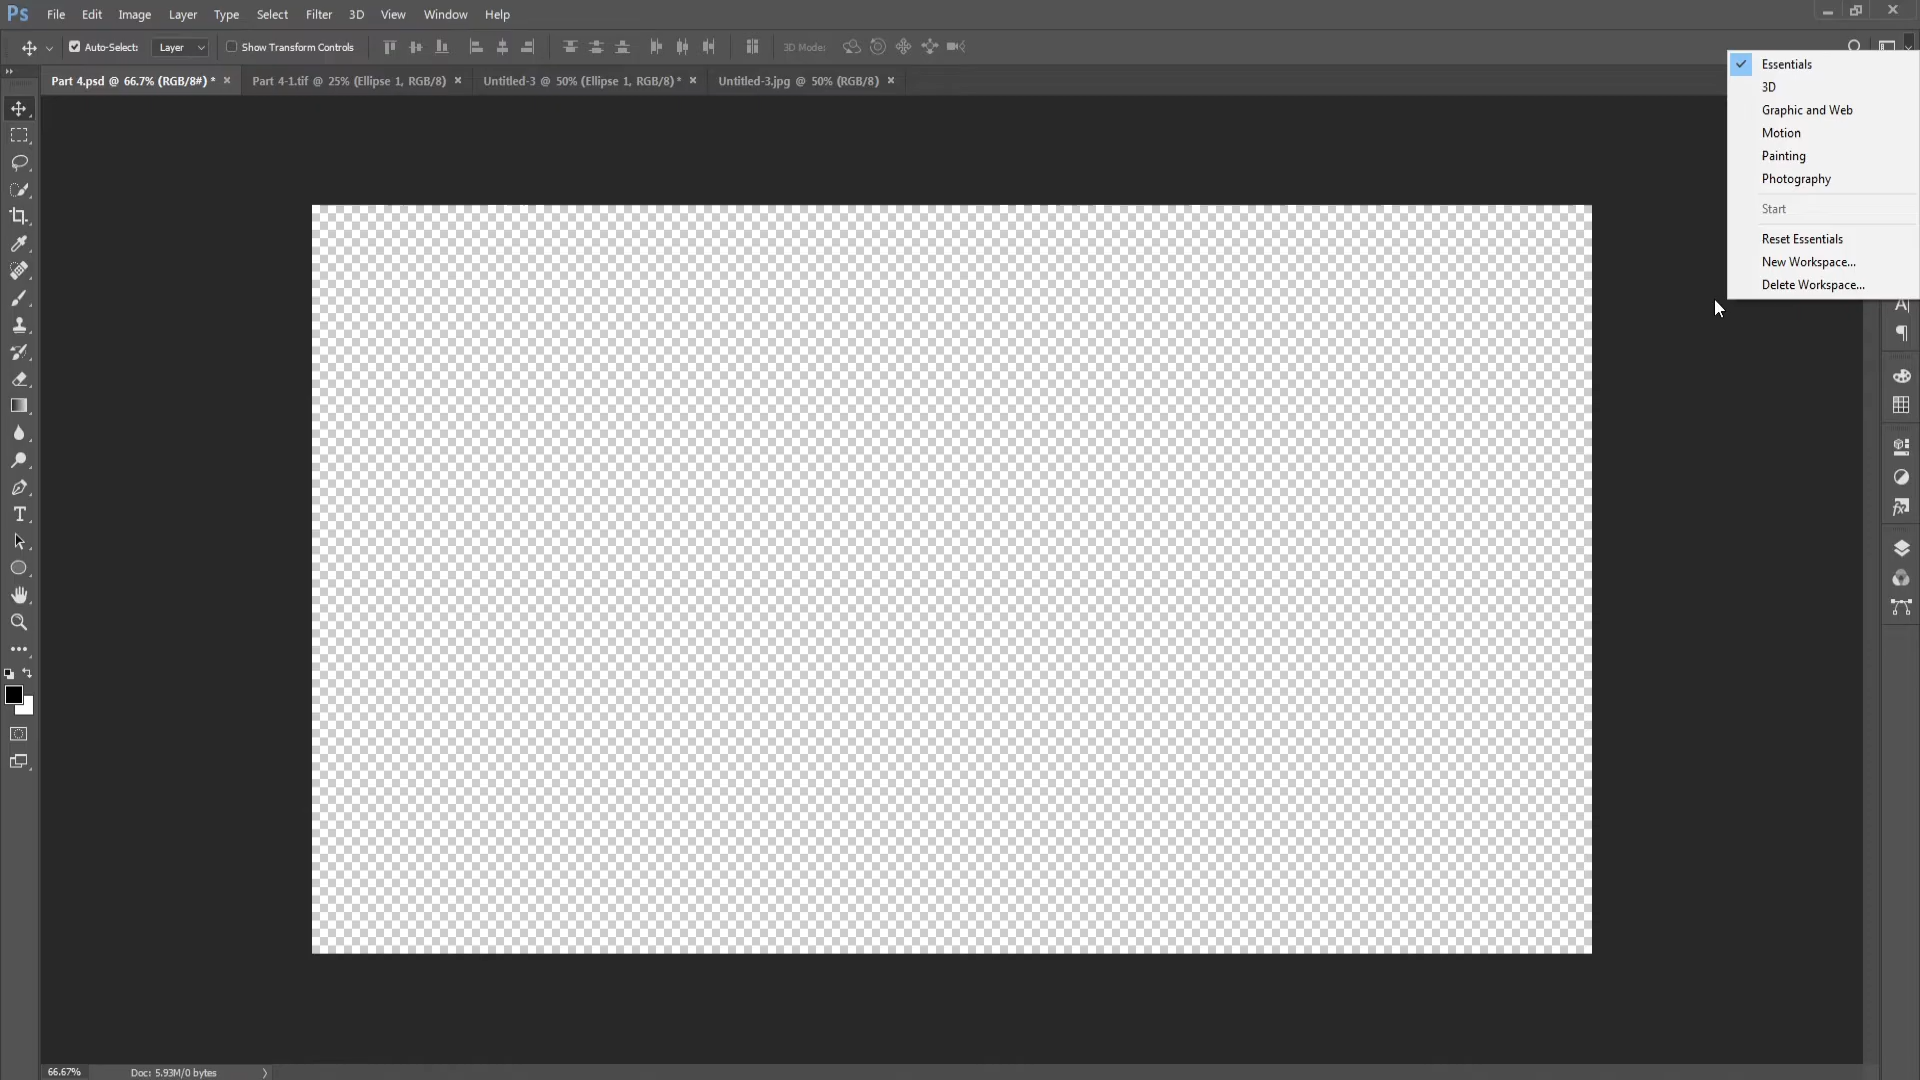 Ps File Edit Image Layer Type Select Filter 3D View Window Help
Auto-Select: Layer Show Transform Controls 3D Mode:
Part 4.psd @ 66.7% (RGB/8#) * Part 4-1.tif @ 25% (Ellipse 1, RGB/8) Untitled-3 @ 50% (Ellipse 1, RGB/8) * Untitled-3.jpg @ 50% (RGB/8)
Essentials
3D
Graphic and Web
Motion
Painting
Photography
Start
Reset Essentials
New Workspace...
Delete Workspace...
66.67% Doc: 5.93M/0 bytes